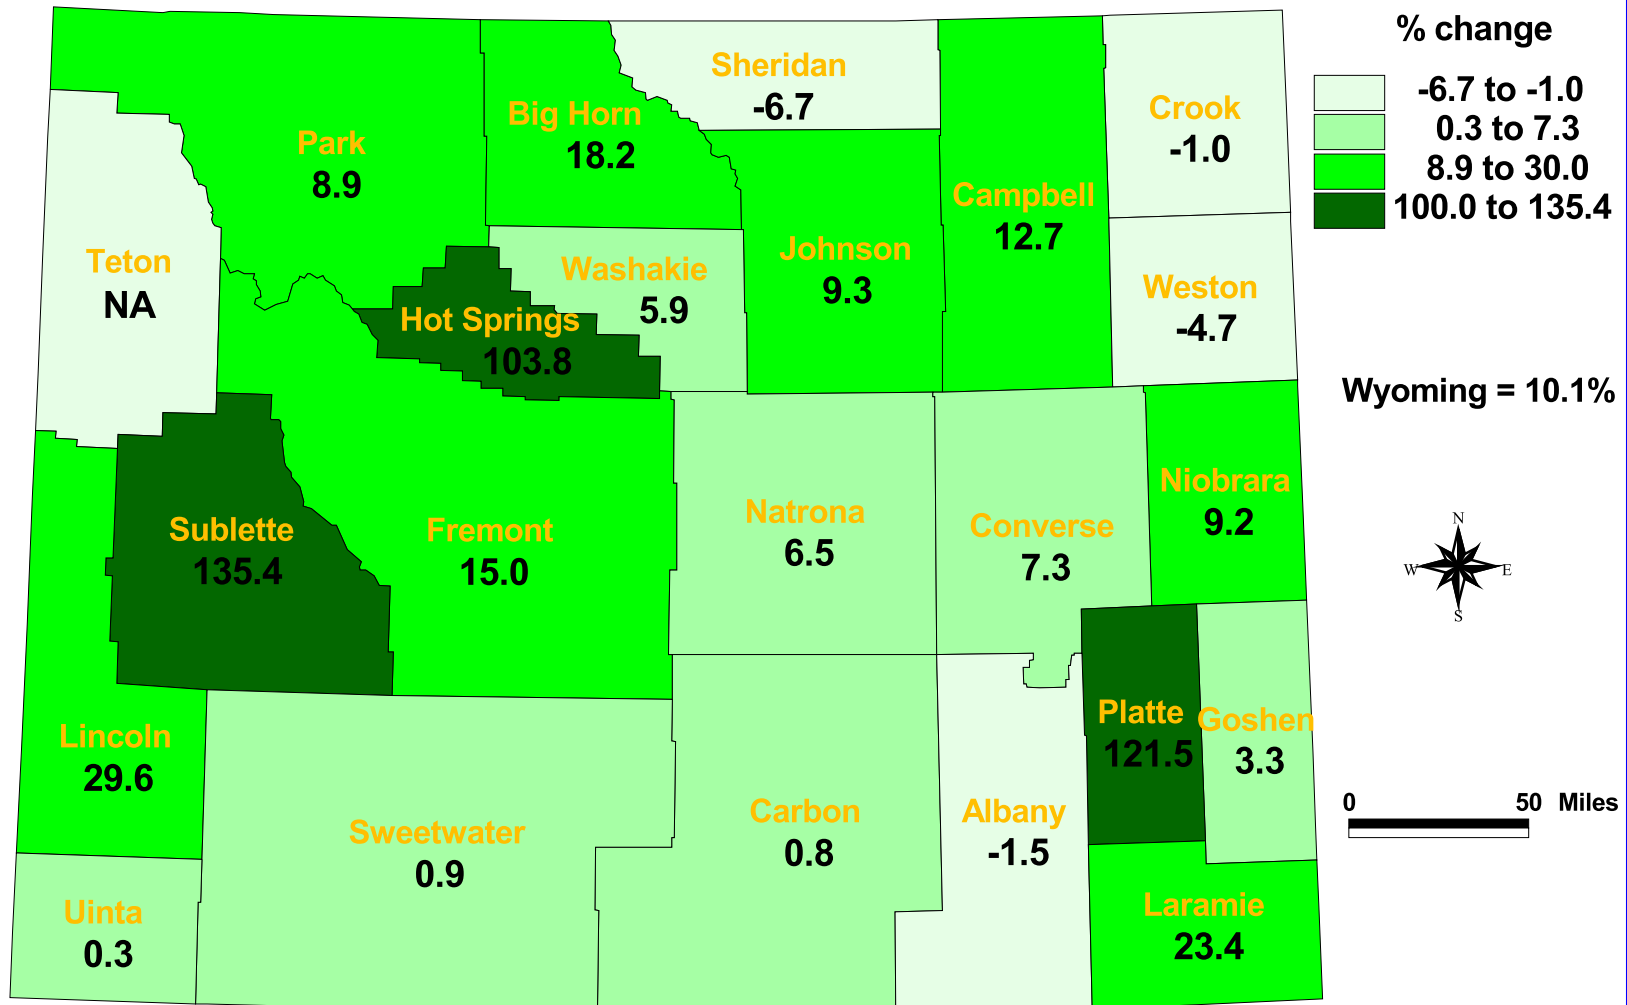 % change
-6.7 to -1.0
0.3 to 7.3
8.9 to 30.0
100.0 to 135.4
Wyoming = 10.1%
N
W
E
S
0
50 Miles
Sheridan
-6.7
Crook
-1.0
Big Horn
18.2
Park
8.9
Campbell
12.7
Teton
NA
Washakie
5.9
Johnson
9.3
Weston
-4.7
Hot Springs
103.8
Sublette
135.4
Fremont
15.0
Natrona
6.5
Converse
7.3
Niobrara
9.2
Lincoln
29.6
Platte
121.5
Goshen
3.3
Sweetwater
0.9
Carbon
0.8
Albany
-1.5
Uinta
0.3
Laramie
23.4